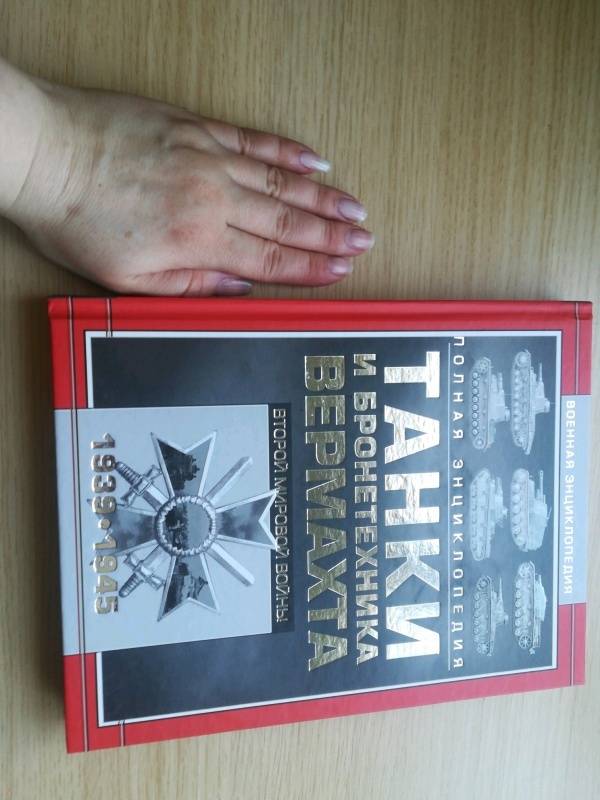 ВОЕННАЯ ЭНЦИКЛОПЕДИЯ
ПОЛНАЯ ЭНЦИКЛОПЕДИЯ
ТАНКИ
И БРОНЕТЕХНИКА
ВЕРМАХТА
ВТОРОЙ МИРОВОЙ ВОЙНЫ
1939·1945